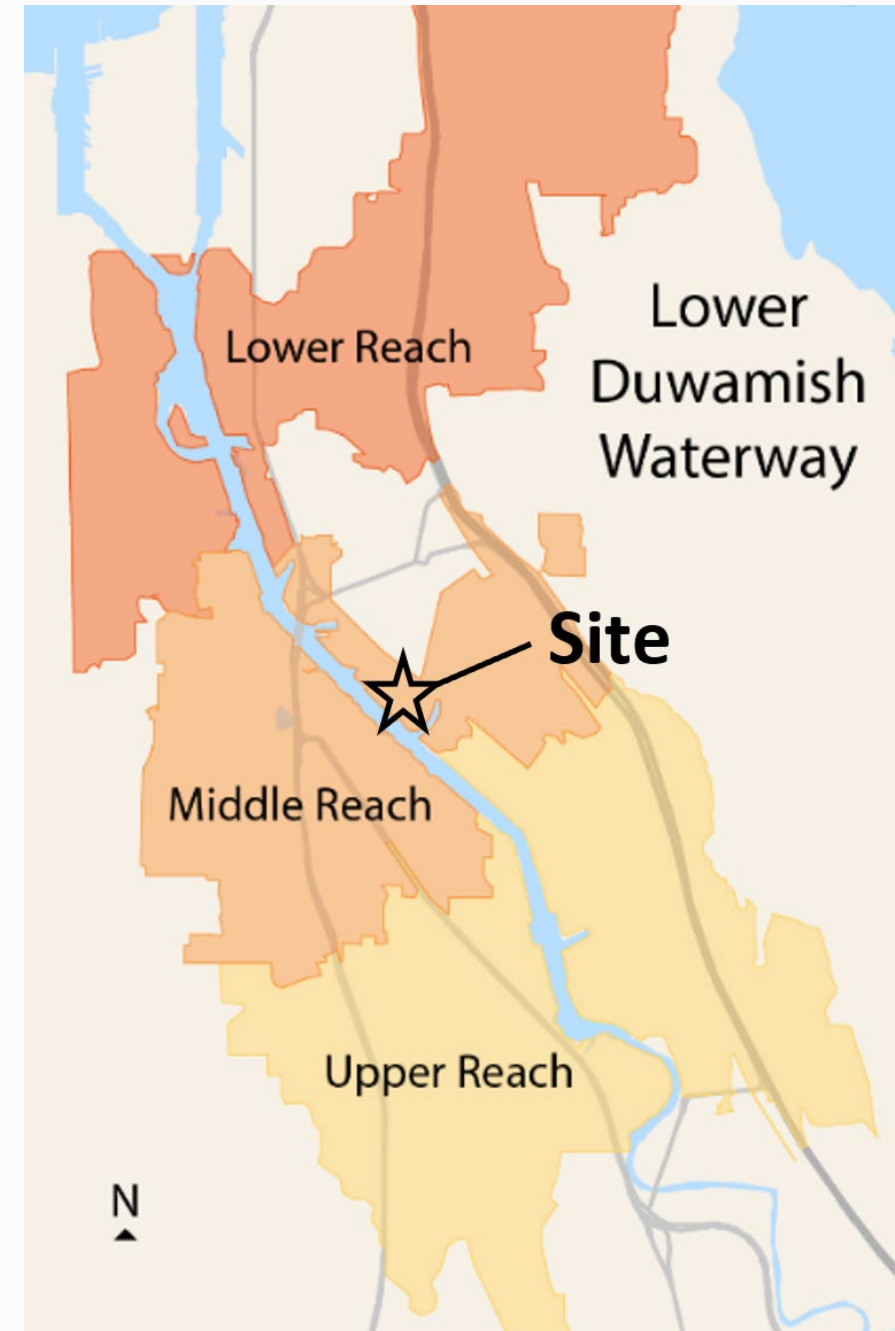 Lower Reach
Lower
Duwamish
Waterway
Site
Middle Reach
Upper Reach
N